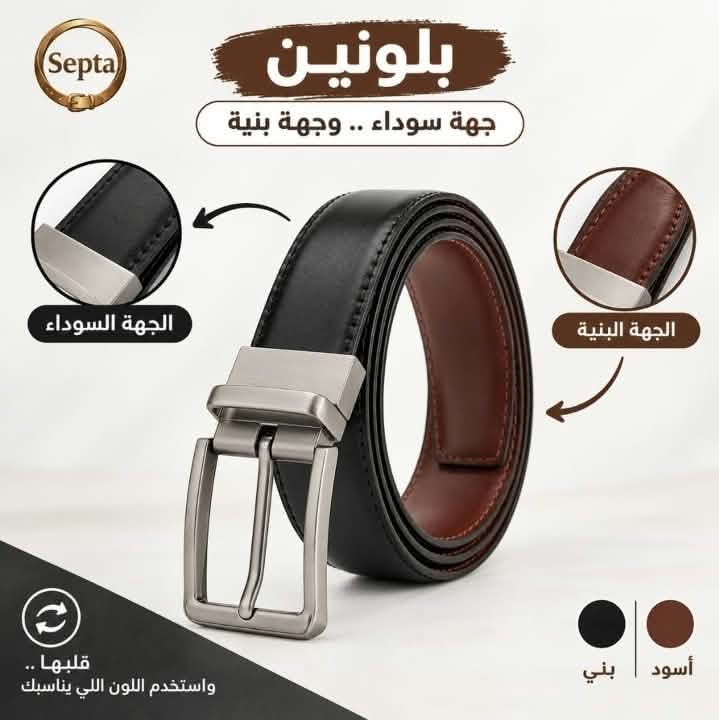 Septa
بلونين
جهة سوداء .. وجهة بنية
الجهة السوداء
الجهة البنية
قلبها ..
واستخدم اللون اللي يناسبك
أسود
بني